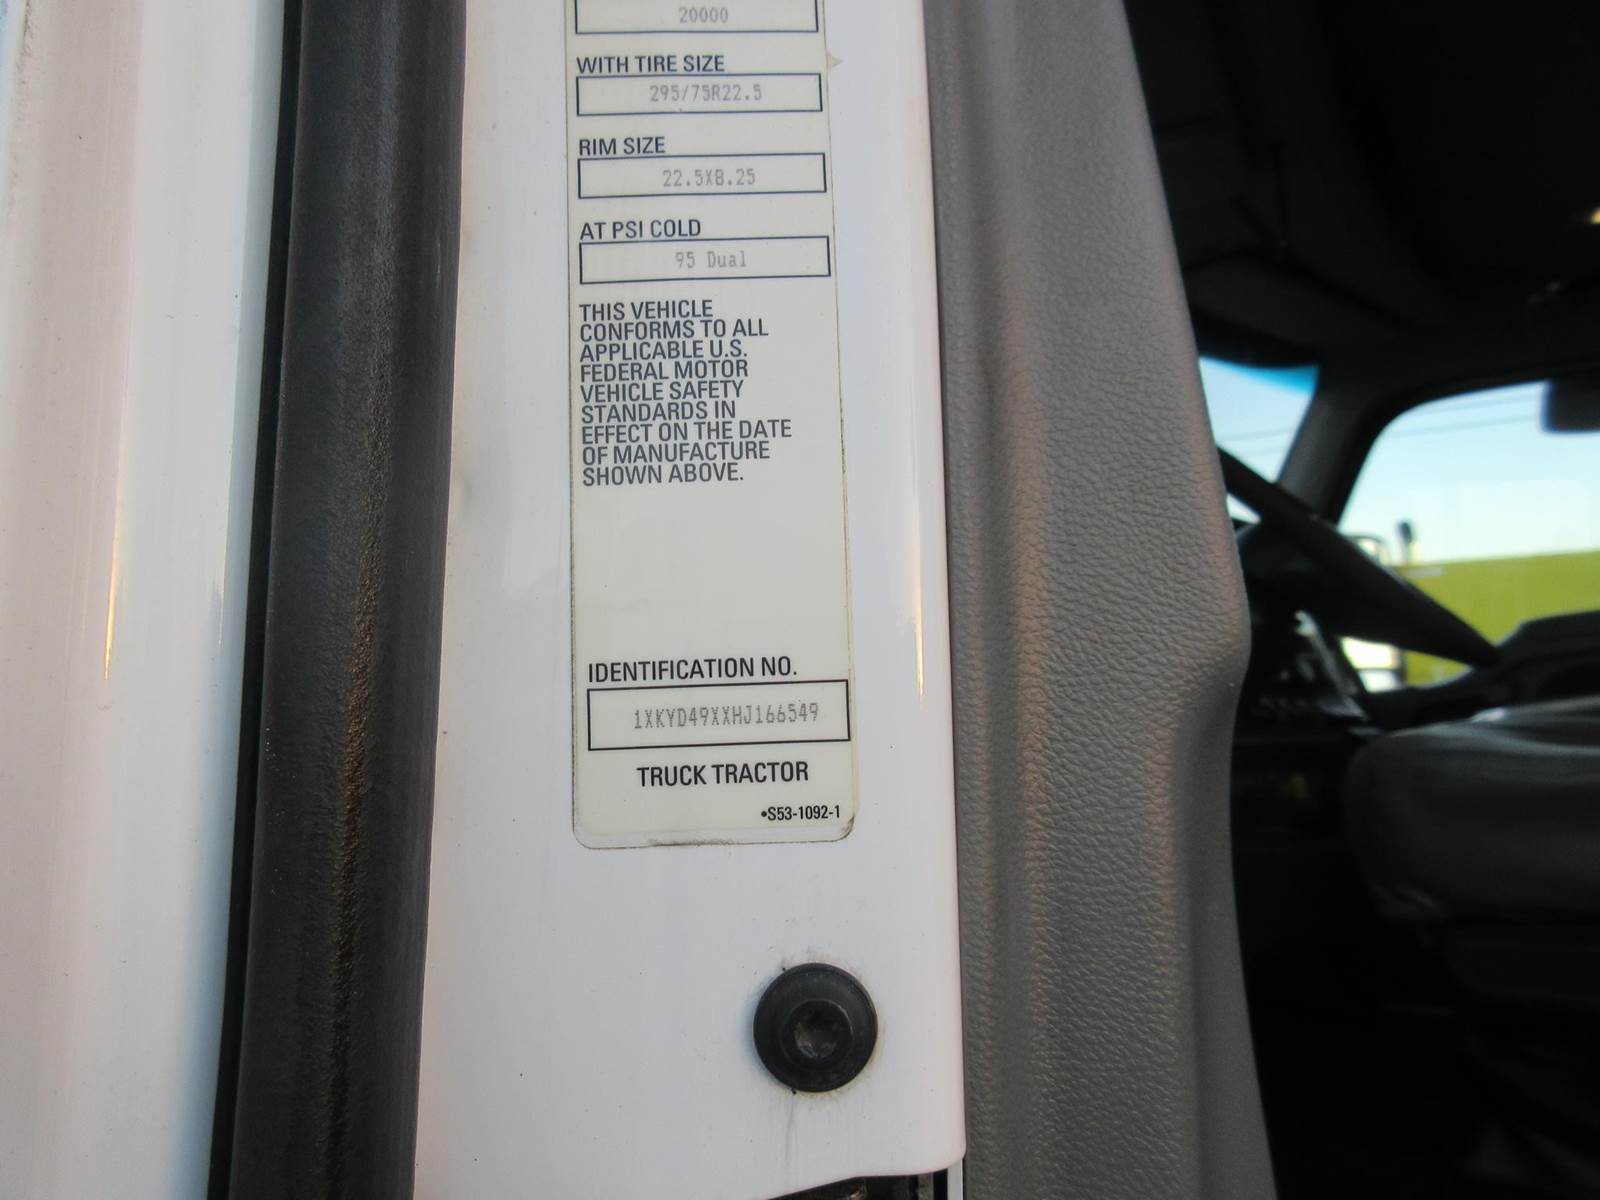 20000
WITH TIRE SIZE
295/75R22.5
RIM SIZE
22.5X8.25
AT PSI COLD
95 Dual
THIS VEHICLE
CONFORMS TO ALL
APPLICABLE U.S.
FEDERAL MOTOR
VEHICLE SAFETY
STANDARDS IN
EFFECT ON THE DATE
OF MANUFACTURE
SHOWN ABOVE.
IDENTIFICATION NO.
1XKYD49XXHJ166549
TRUCK TRACTOR
•S53-1092-1